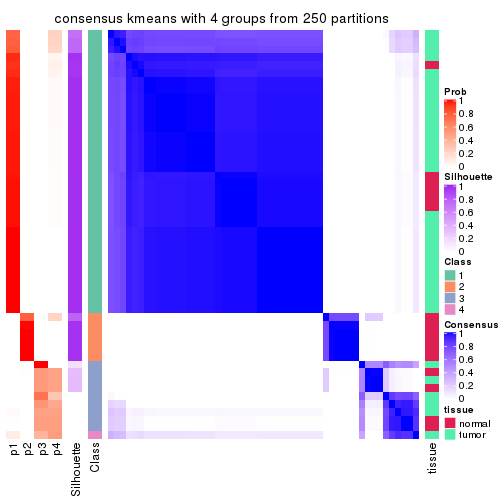 consensus kmeans with 4 groups from 250 partitions
Prob
1
0.8
0.6
0.4
0.2
0
Silhouette
1
0.8
0.6
0.4
0.2
0
Class
1
2
3
4
Consensus
1
0.8
0.6
0.4
0.2
0
tissue
normal
tumor
p1
p2
p3
p4
Silhouette
Class
tissue